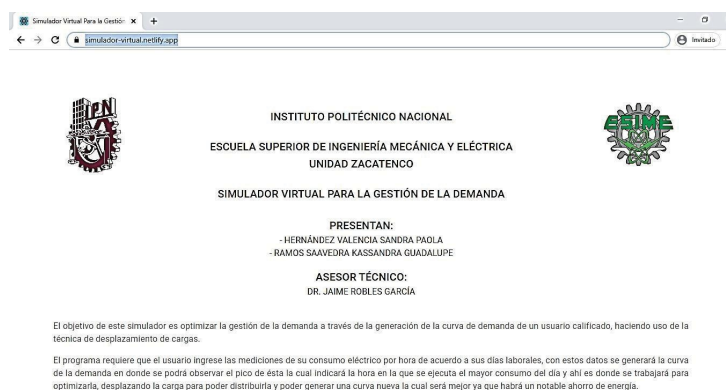 Simulador Virtual Para la Gestión
simulador-virtual.netlify.app
Invitado
IPN
ESIME
INSTITUTO POLITÉCNICO NACIONAL
ESCUELA SUPERIOR DE INGENIERÍA MECÁNICA Y ELÉCTRICA
UNIDAD ZACATENCO
SIMULADOR VIRTUAL PARA LA GESTIÓN DE LA DEMANDA
PRESENTAN:
- HERNÁNDEZ VALENCIA SANDRA PAOLA
- RAMOS SAAVEDRA KASSANDRA GUADALUPE
ASESOR TÉCNICO:
DR. JAIME ROBLES GARCÍA
El objetivo de este simulador es optimizar la gestión de la demanda a través de la generación de la curva de demanda de un usuario calificado, haciendo uso de la
técnica de desplazamiento de cargas.
El programa requiere que el usuario ingrese las mediciones de su consumo eléctrico por hora de acuerdo a sus días laborales, con estos datos se generará la curva
de la demanda en donde se podrá observar el pico de ésta la cual indicará la hora en la que se ejecuta el mayor consumo del día y ahí es donde se trabajará para
optimizarla, desplazando la carga para poder distribuirla y poder generar una curva nueva la cual será mejor ya que habrá un notable ahorro de energía.